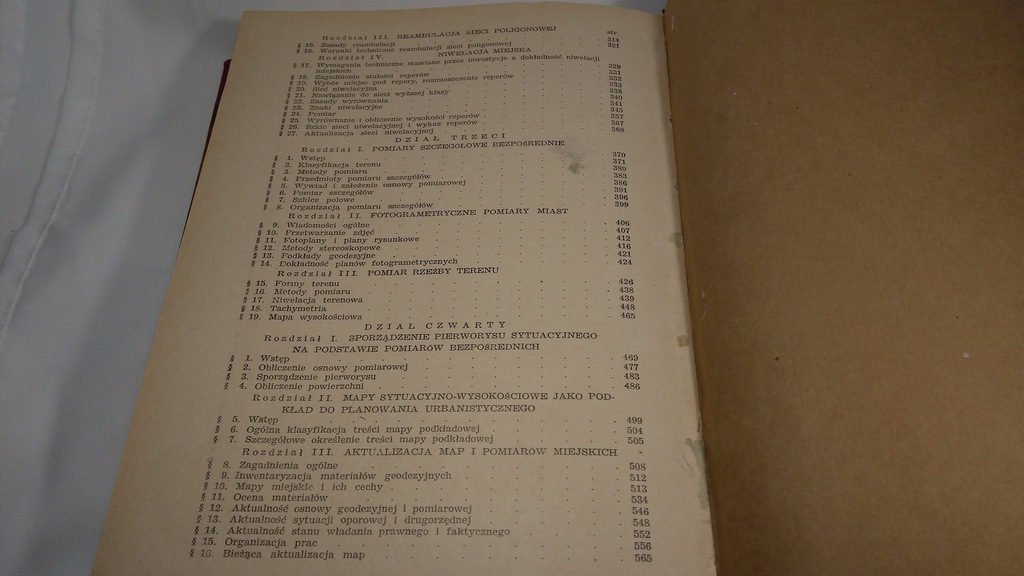 Rozdział III. REAMBULACJA SIECI POLIGONOWEJ str.
§ 15. Zasady reambulacji 314
§ 16. Warunki techniczne reambulacji sieci poligonowej 321
Rozdział IV. NIWELACJA MIEJSKA
§ 17. Wymagania techniczne stawiane przez inwestycje a dokładność niwelacji
miejskich 329
§ 18. Zagadnienie stałości reperów 331
§ 19. Wybór miejsc pod repery, rozmieszczenie reperów 332
§ 20. Sieć niwelacyjna 333
§ 21. Nawiązanie do sieci wyższej klasy 338
§ 22. Zasady wyrównania 340
§ 23. Znaki niwelacyjne 341
§ 24. Pomiar 345
§ 25. Wyrównanie i obliczenie wysokości reperów 357
§ 26. Szkic sieci niwelacyjnej i wykaz reperów 367
§ 27. Aktualizacja sieci niwelacyjnej 368
DZIAŁ TRZECI
Rozdział I. POMIARY SZCZEGÓŁOWE BEZPOŚREDNIE
§ 1. Wstęp 370
§ 2. Klasyfikacja terenu 371
§ 3. Metody pomiaru 380
§ 4. Przedmioty pomiaru szczegółów 383
§ 5. Wywiad i założenie osnowy pomiarowej 386
§ 6. Pomiar szczegółów 391
§ 7. Szkice polowe 396
§ 8. Organizacja pomiaru szczegółów 399
Rozdział II. FOTOGRAMETRYCZNE POMIARY MIAST
§ 9. Wiadomości ogólne 406
§ 10. Przetwarzanie zdjęć 407
§ 11. Fotoplany i plany rysunkowe 412
§ 12. Metody stereoskopowe 416
§ 13. Podkłady geodezyjne 421
§ 14. Dokładność planów fotogrametrycznych 424
Rozdział III. POMIAR RZEŹBY TERENU
§ 15. Formy terenu 426
§ 16. Metody pomiaru 438
§ 17. Niwelacja terenowa 439
§ 18. Tachymetria 448
§ 19. Mapa wysokościowa 465
DZIAŁ CZWARTY
Rozdział I. SPORZĄDZENIE PIERWORYSU SYTUACYJNEGO
NA PODSTAWIE POMIARÓW BEZPOŚREDNICH
§ 1. Wstęp 469
§ 2. Obliczenie osnowy pomiarowej 477
§ 3. Sporządzenie pierworysu 483
§ 4. Obliczenie powierzchni 486
Rozdział II. MAPY SYTUACYJNO-WYSOKOŚCIOWE JAKO POD-
KŁAD DO PLANOWANIA URBANISTYCZNEGO
§ 5. Wstęp 499
§ 6. Ogólna klasyfikacja treści mapy podkładowej 504
§ 7. Szczegółowe określenie treści mapy podkładowej 505
Rozdział III. AKTUALIZACJA MAP I POMIARÓW MIEJSKICH
§ 8. Zagadnienia ogólne 508
§ 9. Inwentaryzacja materiałów geodezyjnych 512
§ 10. Mapy miejskie i ich cechy 513
§ 11. Ocena materiałów 534
§ 12. Aktualność osnowy geodezyjnej i pomiarowej 546
§ 13. Aktualność sytuacji oporowej i drugorzędnej 548
§ 14. Aktualność stanu władania prawnego i faktycznego 552
§ 15. Organizacja prac 556
§ 16. Bieżąca aktualizacja map 565